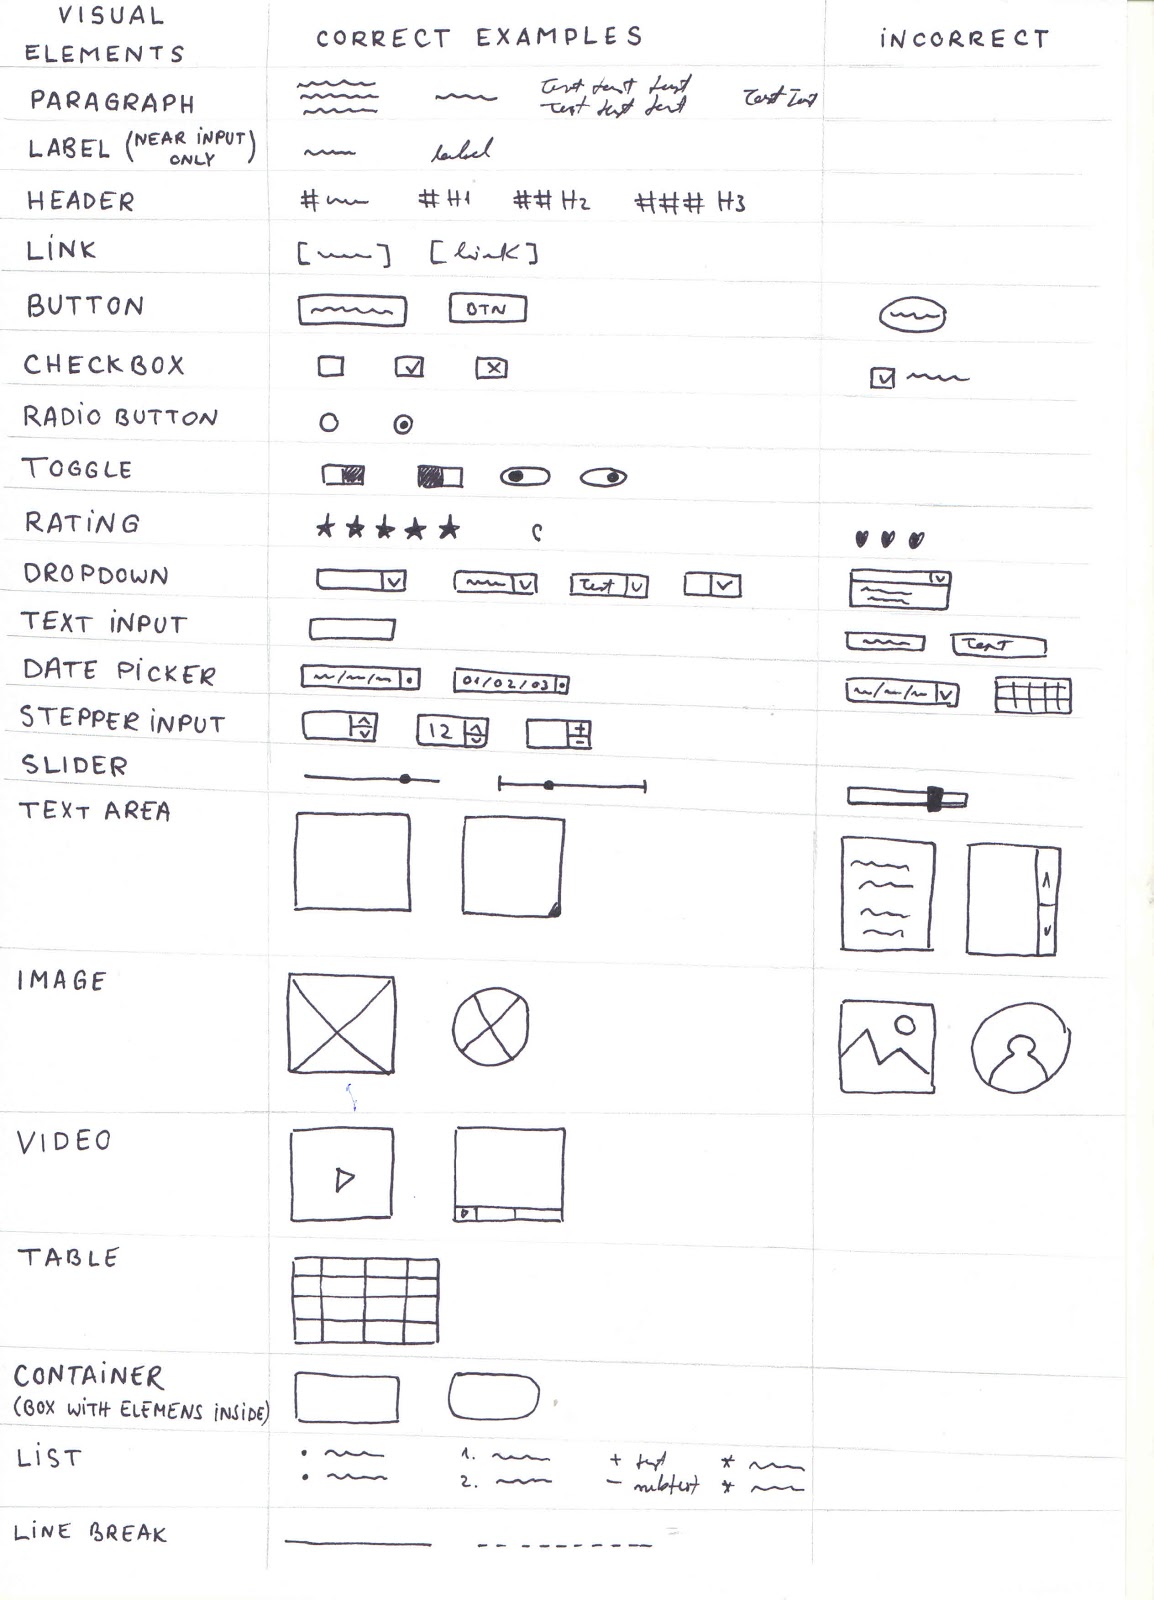 VISUAL
ELEMENTS
CORRECT EXAMPLES
INCORRECT
PARAGRAPH
Text text text
Text text text
Text Text
LABEL (NEAR INPUT
ONLY)
label
HEADER
#
# H1
## H2
### H3
LINK
[ ]
[link]
BUTTON
BTN
CHECKBOX
RADIO BUTTON
TOGGLE
RATING
DROPDOWN
Text
TEXT INPUT
Text
DATE PICKER
01/02/03
STEPPER INPUT
12
+
-
SLIDER
TEXT AREA
IMAGE
VIDEO
TABLE
CONTAINER
(BOX WITH ELEMENS INSIDE)
LIST
1.
2.
+ text
- subtext
*
*
LINE BREAK